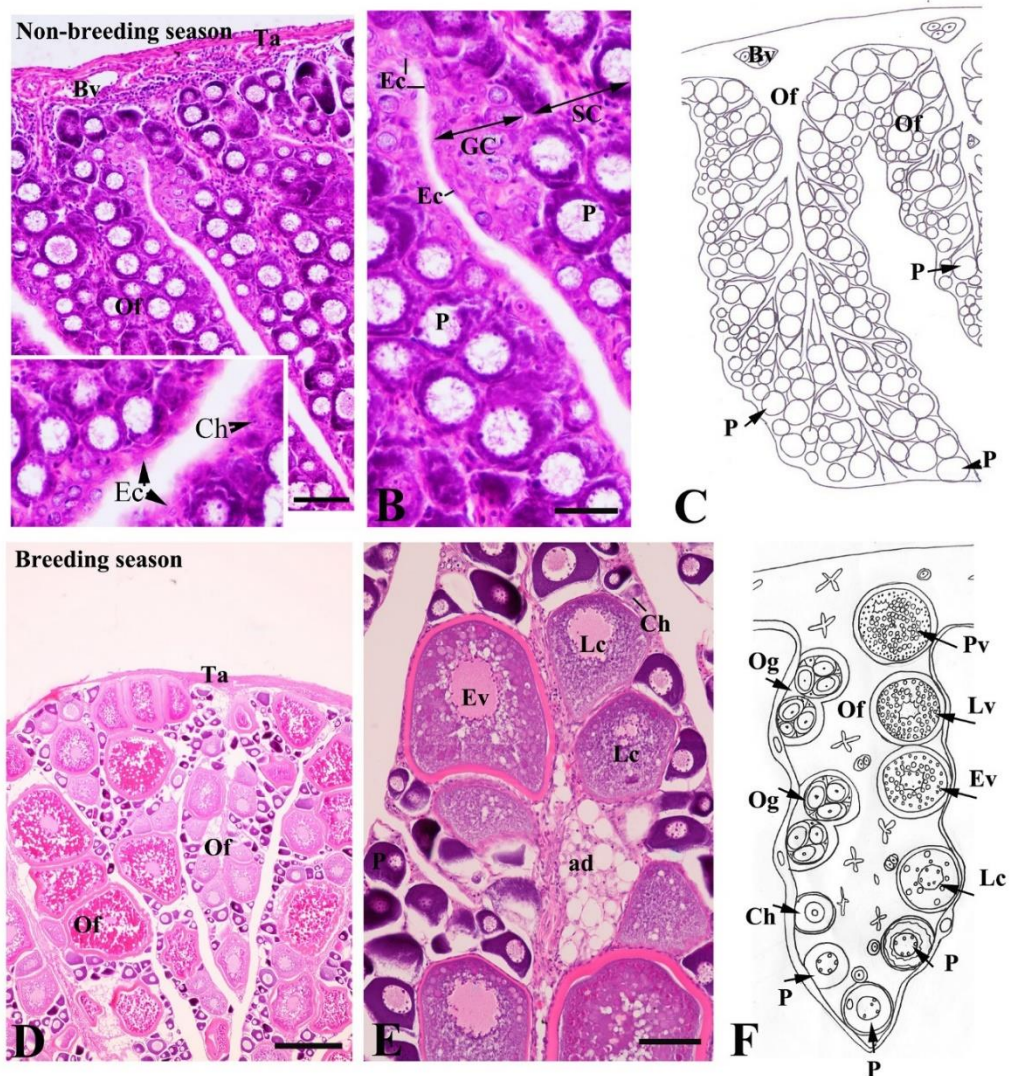 Non-breeding season
Ta
Bv
Of
Ch
Ec
Ec
SC
GC
Ec
P
P
B
Bv
Of
Of
P
P
P
C
Breeding season
Ta
Of
Of
D
Ch
Lc
Ev
Lc
P
ad
E
Pv
Og
Of
Lv
Ev
Og
Lc
Ch
P
P
P
F